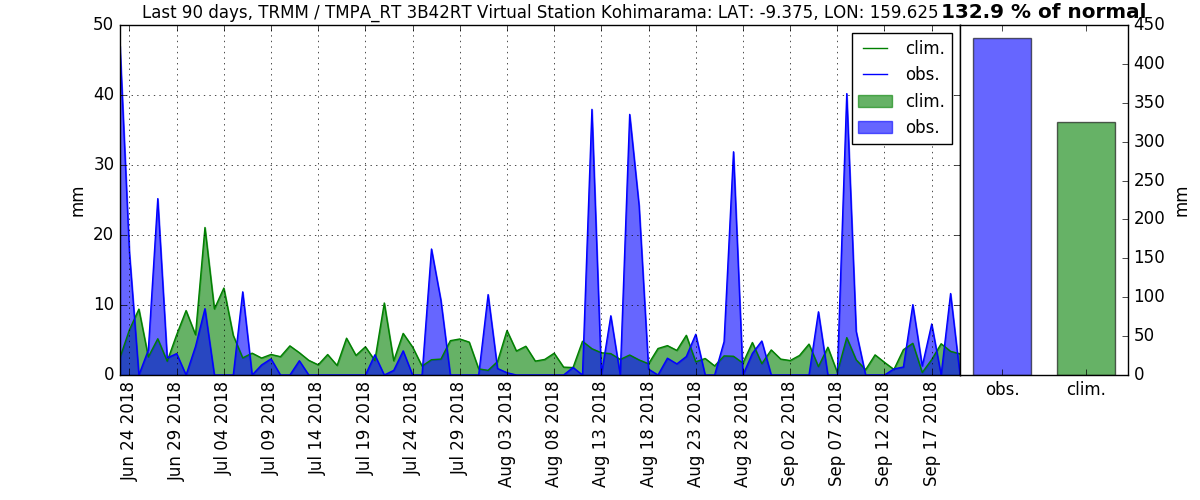 Last 90 days, TRMM / TMPA_RT 3B42RT Virtual Station Kohimarama: LAT: -9.375, LON: 159.625
132.9 % of normal
50
40
30
20
10
0
mm
clim.
obs.
clim.
obs.
Jun 24 2018
Jun 29 2018
Jul 04 2018
Jul 09 2018
Jul 14 2018
Jul 19 2018
Jul 24 2018
Jul 29 2018
Aug 03 2018
Aug 08 2018
Aug 13 2018
Aug 18 2018
Aug 23 2018
Aug 28 2018
Sep 02 2018
Sep 07 2018
Sep 12 2018
Sep 17 2018
450
400
350
300
250
200
150
100
50
0
mm
obs.
clim.